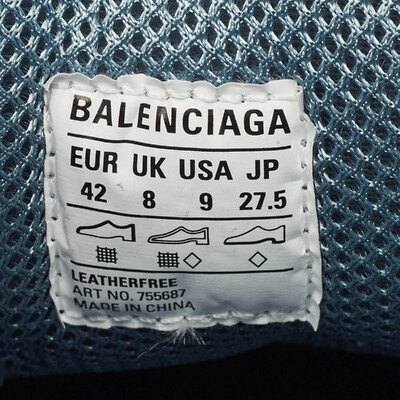 BALENCIAGA
EUR UK USA JP
42 8 9 27.5
LEATHERFREE
ART NO. 755687
MADE IN CHINA